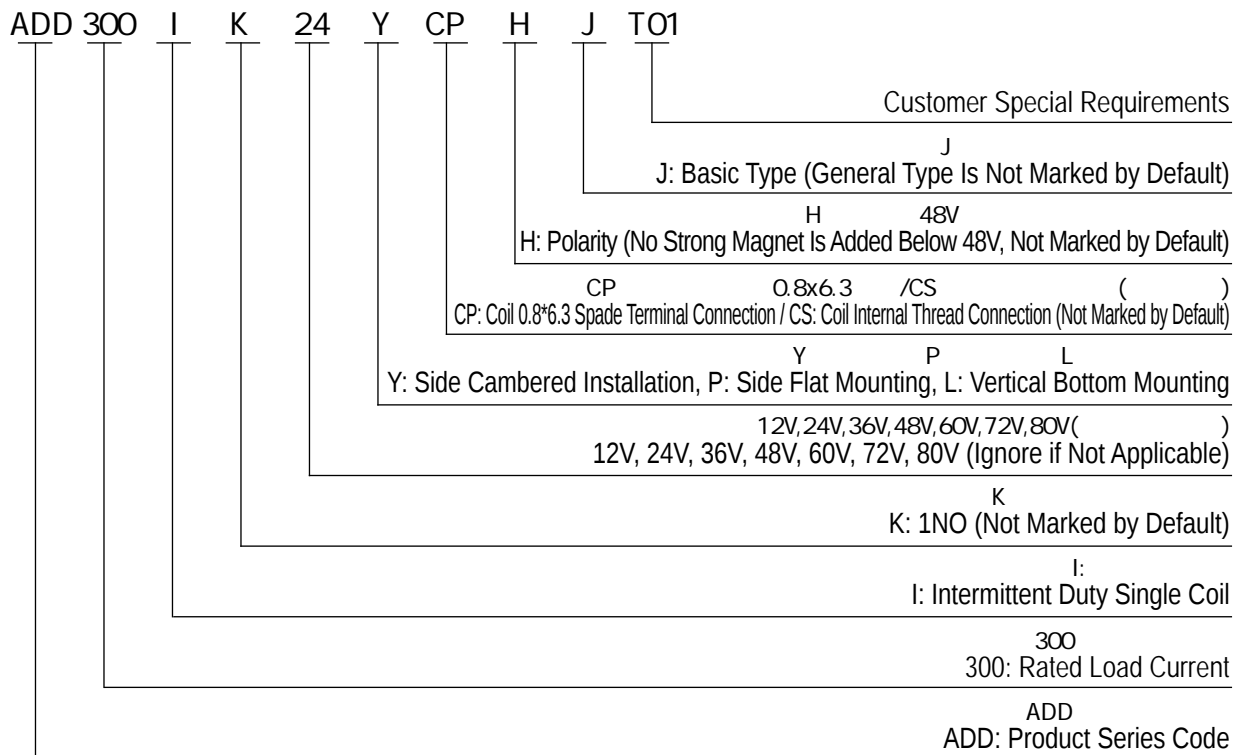 ADD 300 I K 24 Y CP H J T01
Customer Special Requirements
J
J: Basic Type (General Type Is Not Marked by Default)
H 48V
H: Polarity (No Strong Magnet Is Added Below 48V, Not Marked by Default)
CP 0.8x6.3 /CS ( )
CP: Coil 0.8*6.3 Spade Terminal Connection / CS: Coil Internal Thread Connection (Not Marked by Default)
Y P L
Y: Side Cambered Installation, P: Side Flat Mounting, L: Vertical Bottom Mounting
12V,24V,36V,48V,60V,72V,80V( )
12V, 24V, 36V, 48V, 60V, 72V, 80V (Ignore if Not Applicable)
K
K: 1NO (Not Marked by Default)
I:
I: Intermittent Duty Single Coil
300
300: Rated Load Current
ADD
ADD: Product Series Code